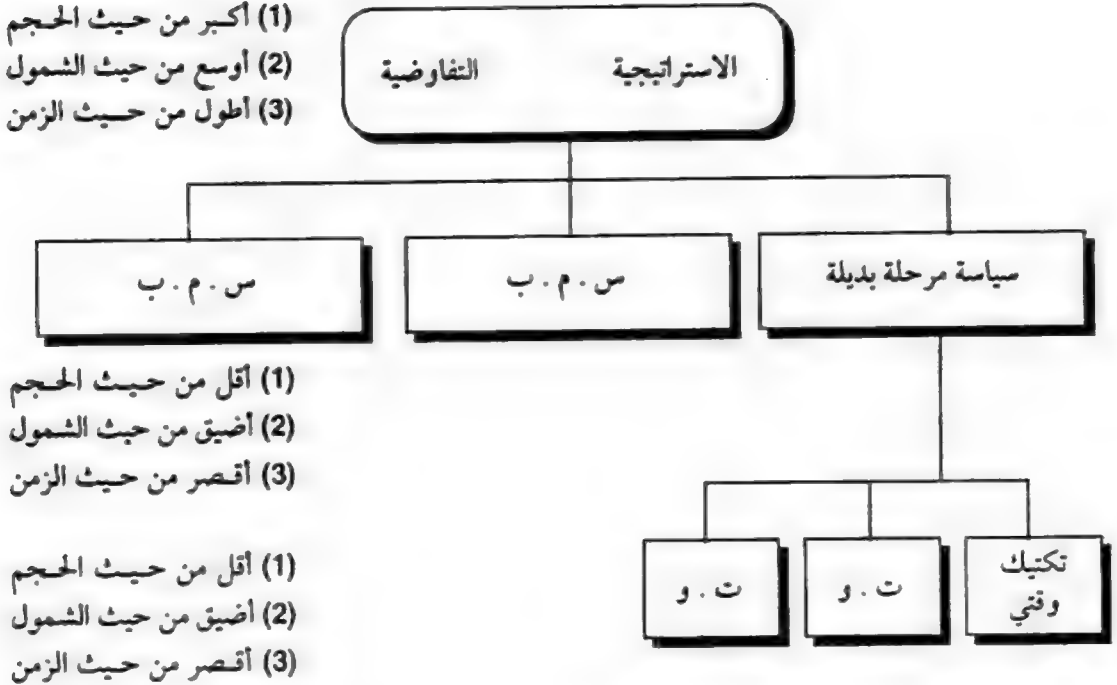 (1) أكبر من حيث الحجم
(2) أوسع من حيث الشمول
(3) أطول من حيث الزمن
الاستراتيجية التفاوضية
سياسة مرحلة بديلة
س . م . ب
س . م . ب
(1) أقل من حيث الحجم
(2) أضيق من حيث الشمول
(3) أقصر من حيث الزمن
تكتيك
وقتي
ت . و
ت . و
(1) أقل من حيث الحجم
(2) أضيق من حيث الشمول
(3) أقصر من حيث الزمن